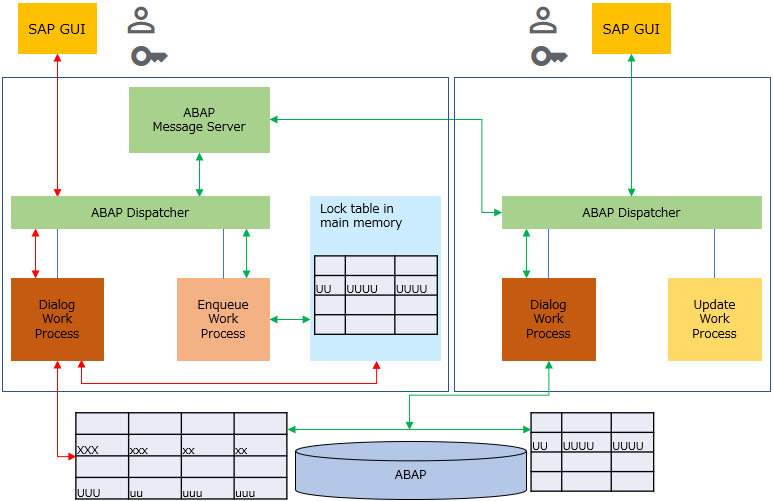 SAP GUI
SAP GUI
ABAP
Message Server
ABAP Dispatcher
Lock table in
main memory
ABAP Dispatcher
UU UUUU UUUU
Dialog
Work
Process
Enqueue
Work
Process
Dialog
Work
Process
Update
Work
Process
XXX xxx xx xx
UUU uu uuu uuu
ABAP
UU UUUU UUUU